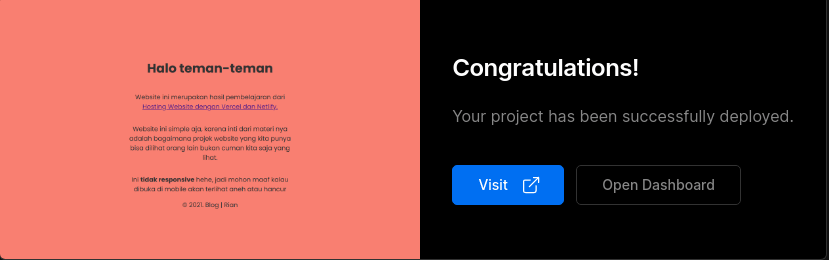 Halo teman-teman
Website ini merupakan hasil pembelajaran dari
Hosting Website dengan Vercel dan Netlify.
Website ini simple aja, karena inti dari materi nya
adalah bagaimana projek website yang kita punya
bisa dilihat orang lain bukan cuman kita saja yang
lihat.
Ini tidak responsive hehe, jadi mohon maaf kalau
dibuka di mobile akan terlihat aneh atau hancur
© 2021. Blog | Rian
Congratulations!
Your project has been successfully deployed.
Visit
Open Dashboard